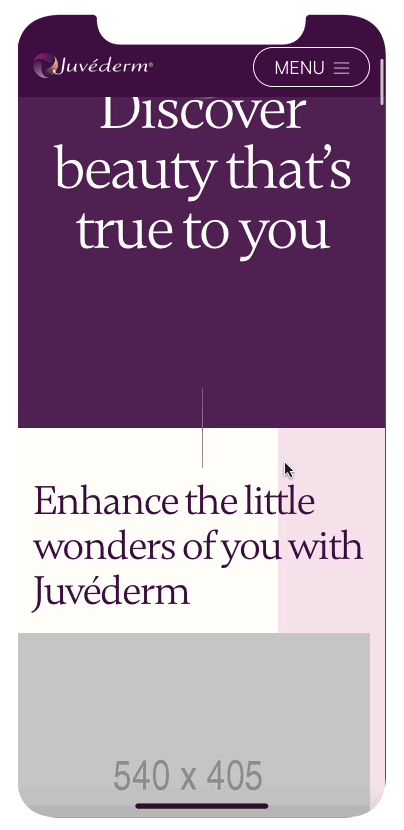 Juvéderm®
MENU
Discover
beauty that’s
true to you
Enhance the little
wonders of you with
Juvéderm
540 x 405